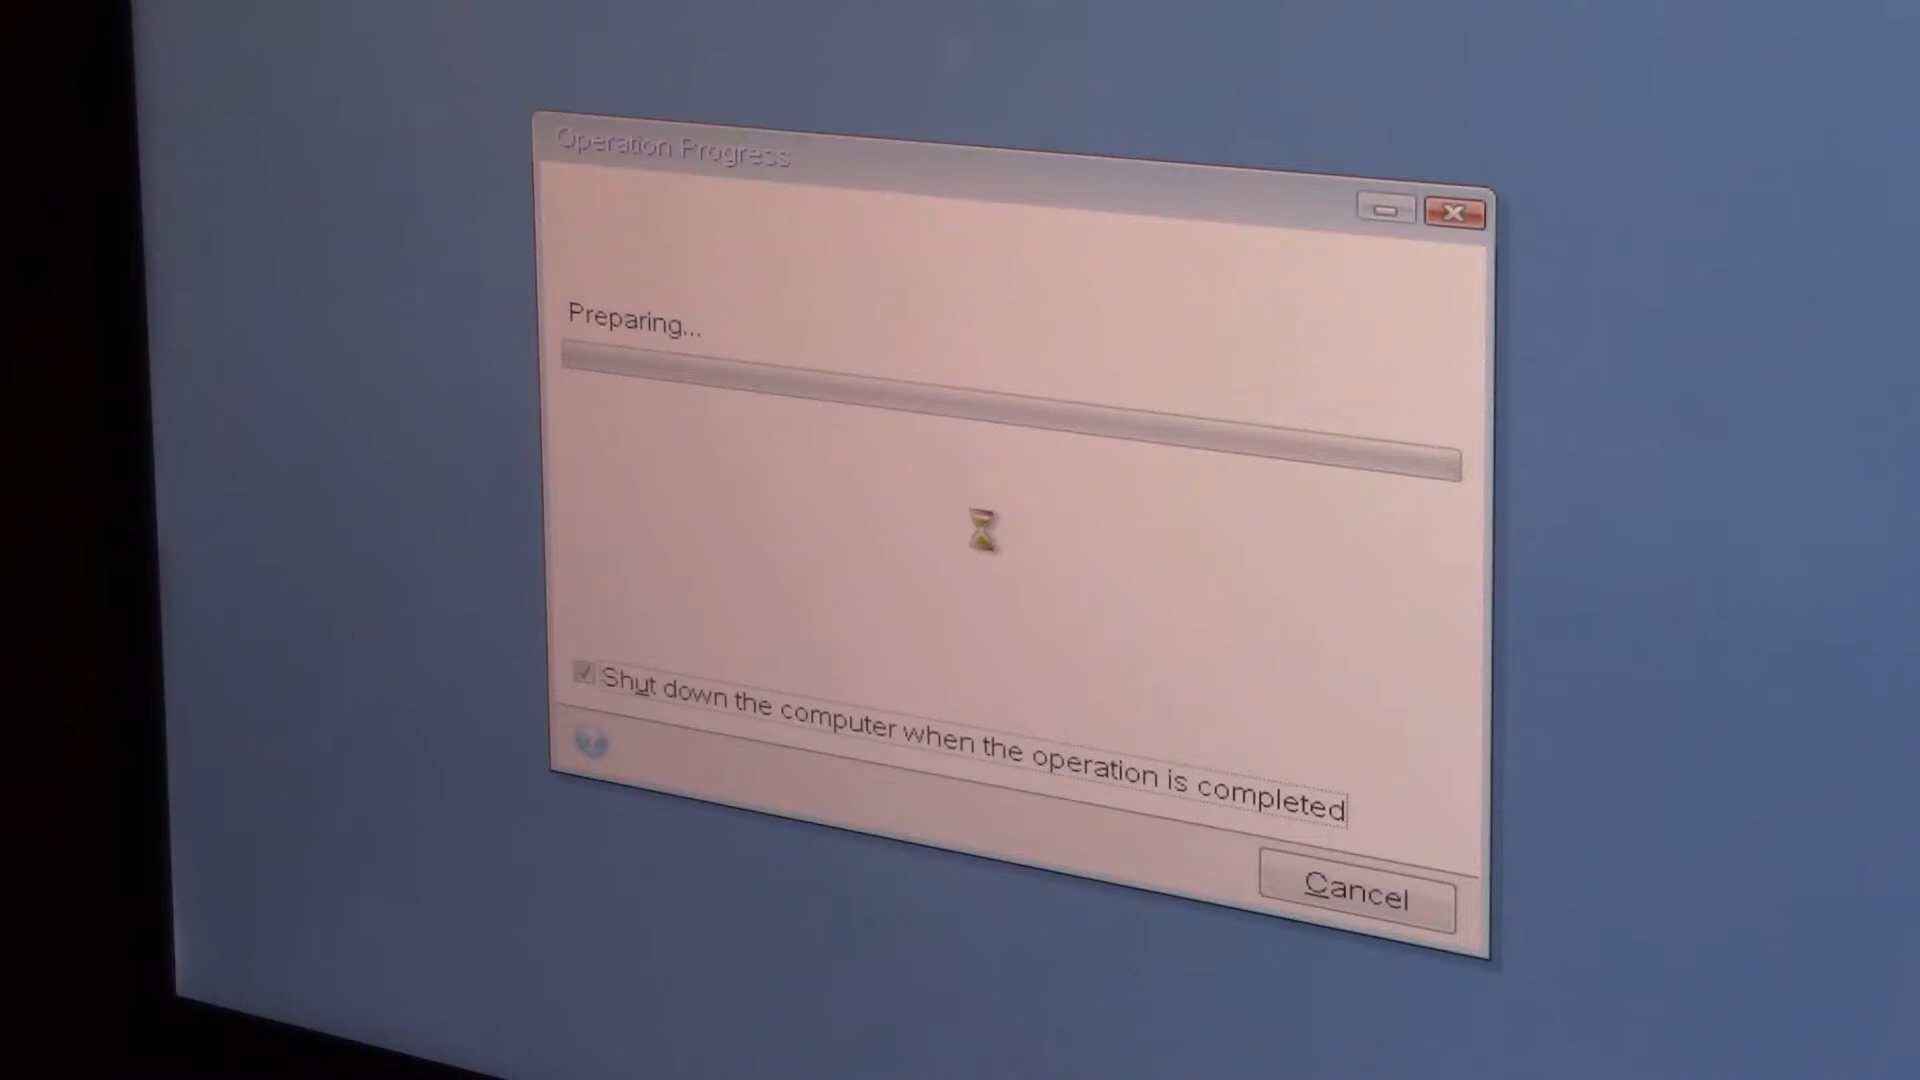 Operation Progress
Preparing...
Shut down the computer when the operation is completed
Cancel